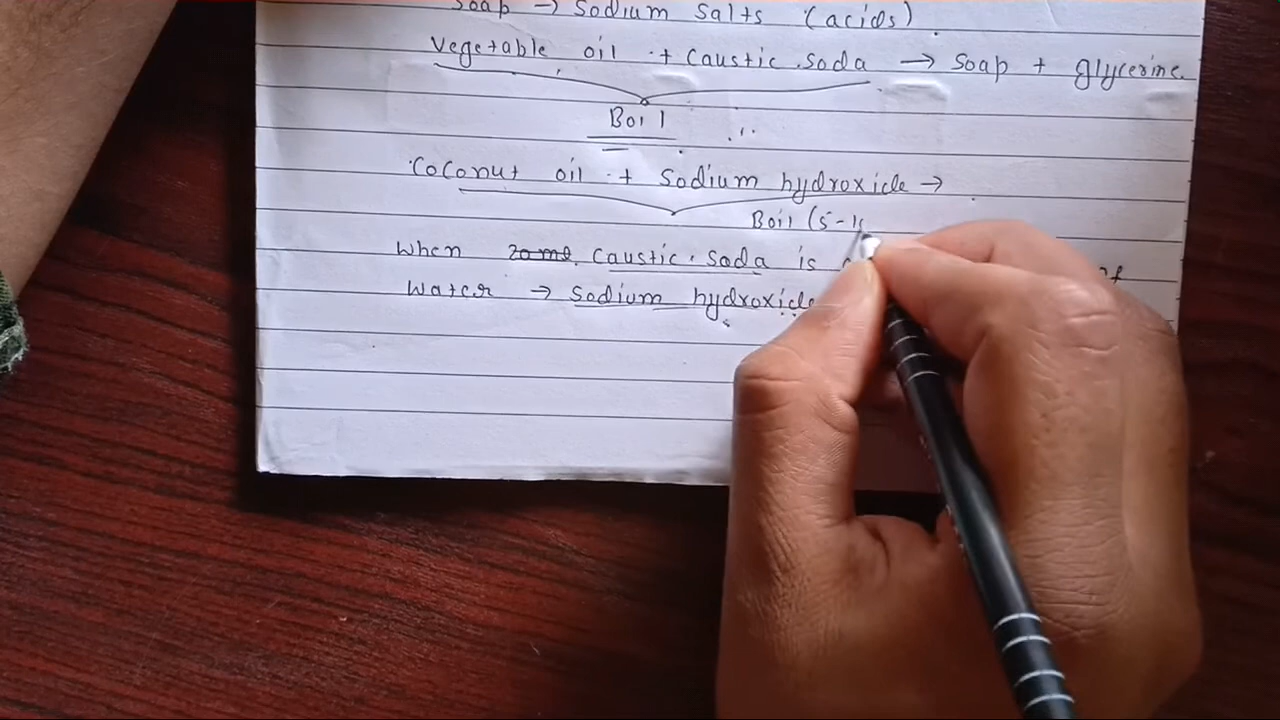 Soap → Sodium Salts (acids)
Vegetable oil + Caustic soda → Soap + glycerine
Boil
Coconut oil + Sodium hydroxide →
Boil (5-1
When Caustic soda is
Water → Sodium hydroxide